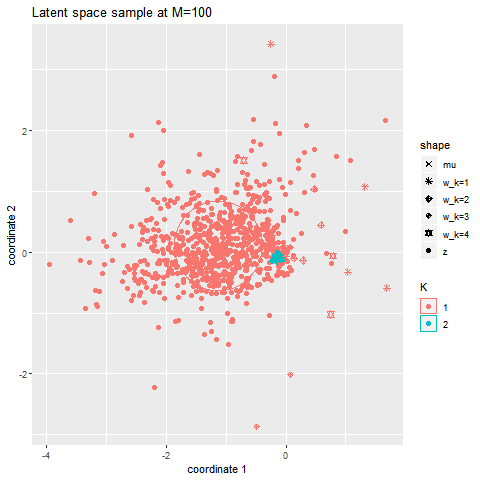 Latent space sample at M=100
coordinate 2
2
0
-2
-4
-2
0
coordinate 1
shape
mu
w_k=1
w_k=2
w_k=3
w_k=4
z
K
1
2